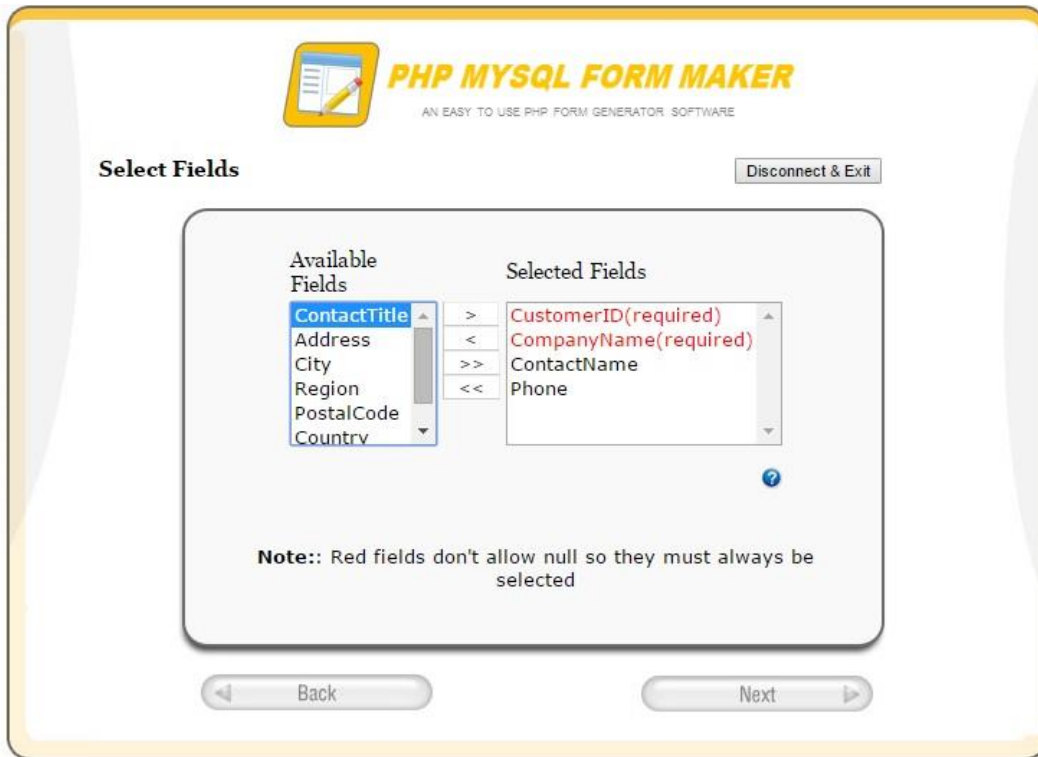 PHP MYSQL FORM MAKER
AN EASY TO USE PHP FORM GENERATOR SOFTWARE
Select Fields
Disconnect & Exit
Available
Fields
Selected Fields
ContactTitle
Address
City
Region
PostalCode
Country
>
<
>>
<<
CustomerID(required)
CompanyName(required)
ContactName
Phone
?
Note:: Red fields don't allow null so they must always be
selected
Back
Next